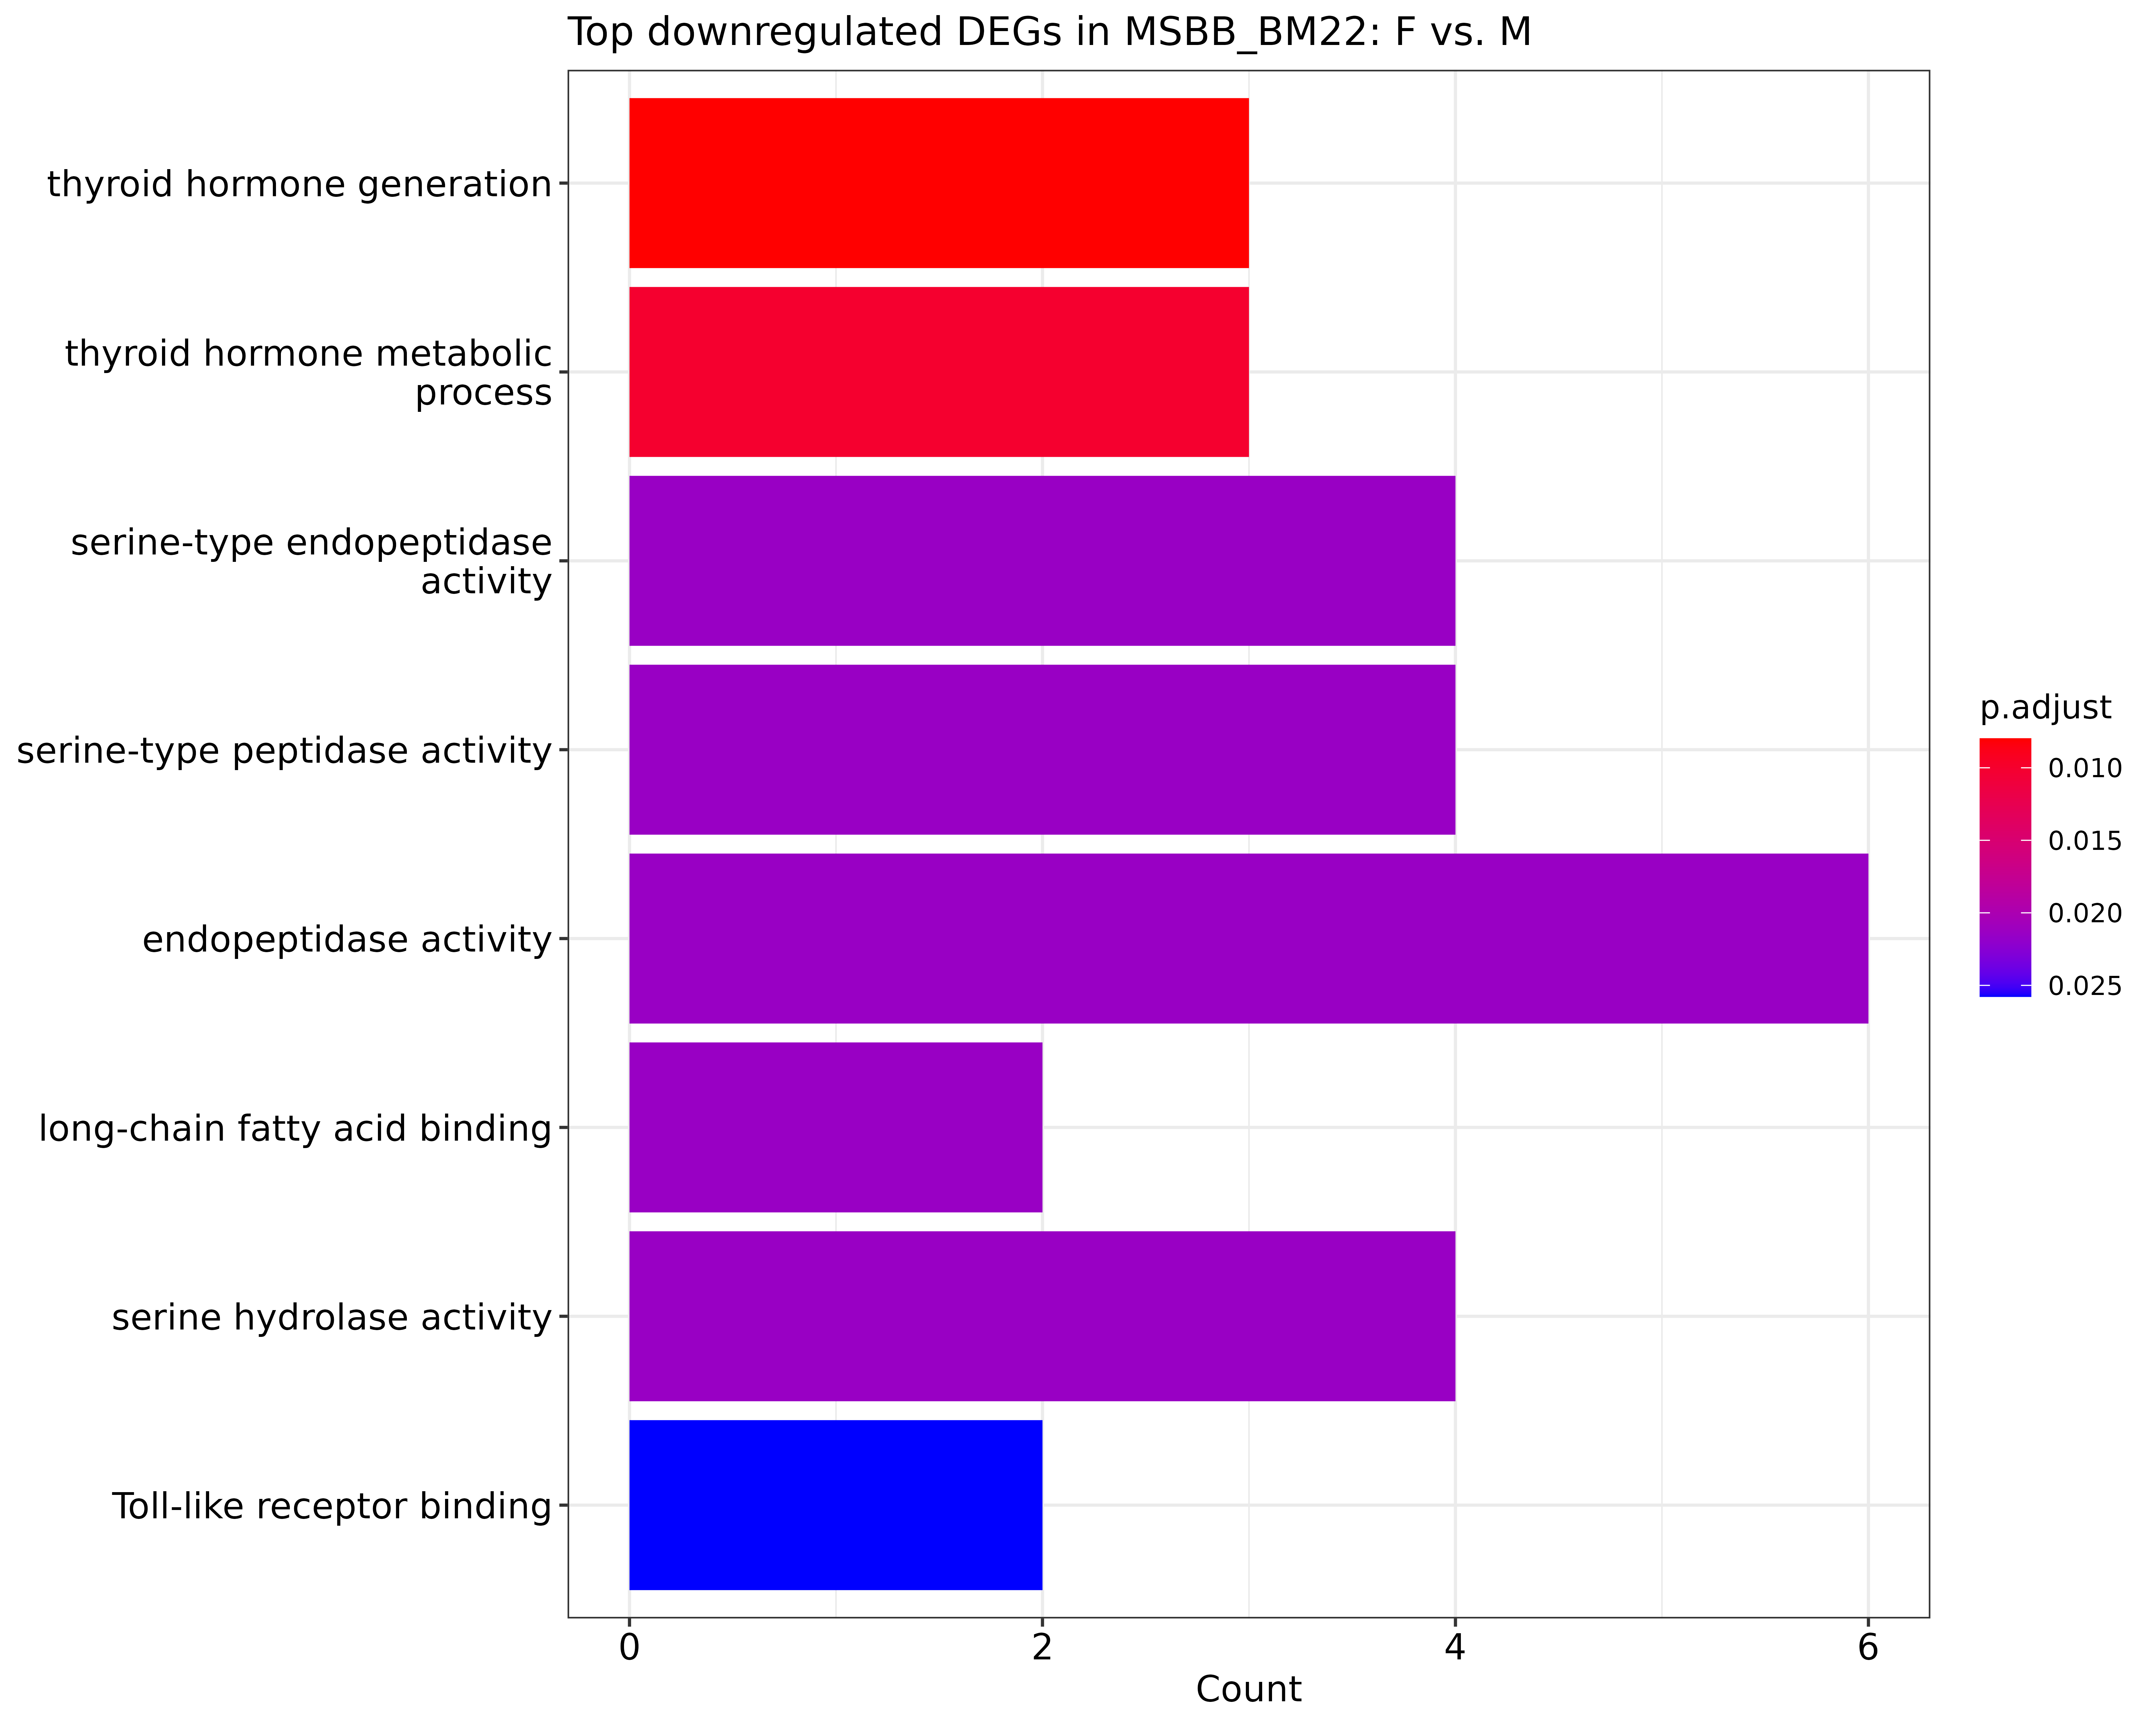 Top downregulated DEGs in MSBB_BM22: F vs. M
thyroid hormone generation
thyroid hormone metabolic
process
serine-type endopeptidase
activity
serine-type peptidase activity
endopeptidase activity
long-chain fatty acid binding
serine hydrolase activity
Toll-like receptor binding
0
2
4
6
Count
p.adjust
0.010
0.015
0.020
0.025